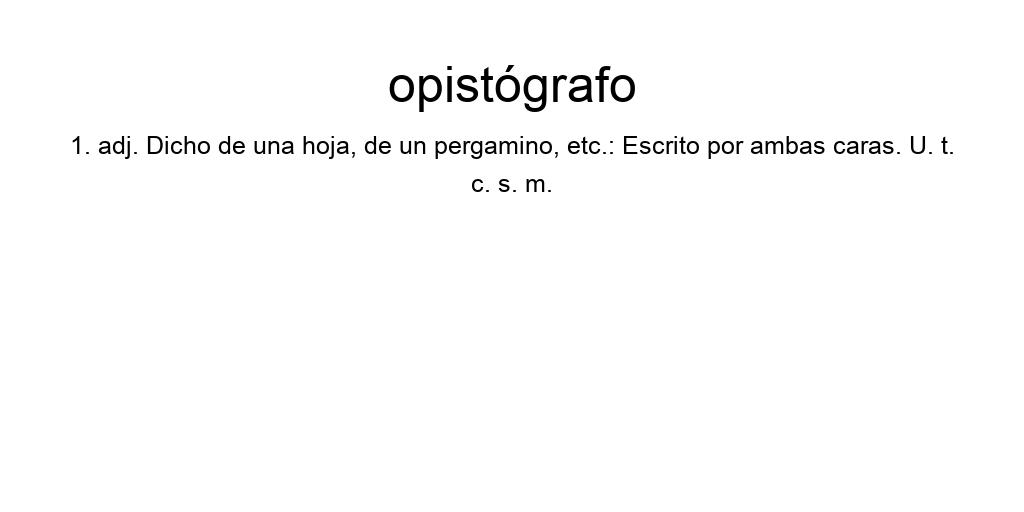 opistógrafo
1. adj. Dicho de una hoja, de un pergamino, etc.: Escrito por ambas caras. U. t.
c. s. m.